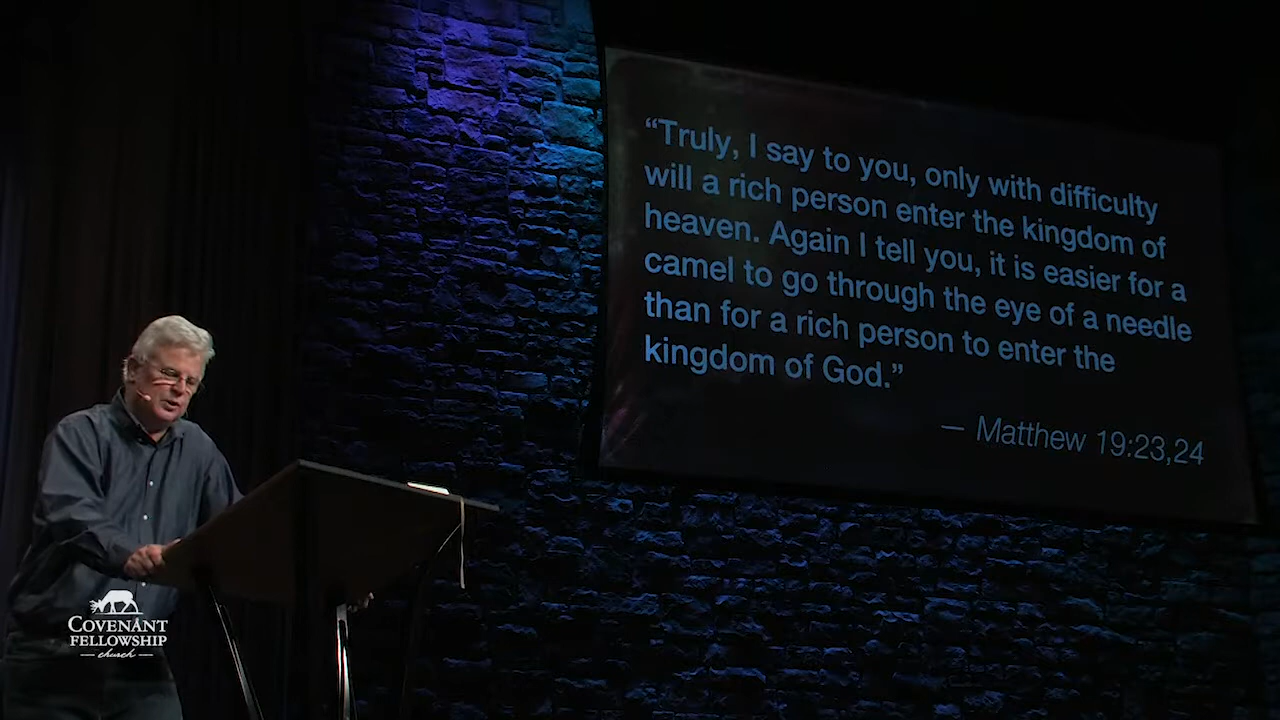 “Truly, I say to you, only with difficulty
will a rich person enter the kingdom of
heaven. Again I tell you, it is easier for a
camel to go through the eye of a needle
than for a rich person to enter the
kingdom of God.”
– Matthew 19:23,24
COVENANT
FELLOWSHIP
church